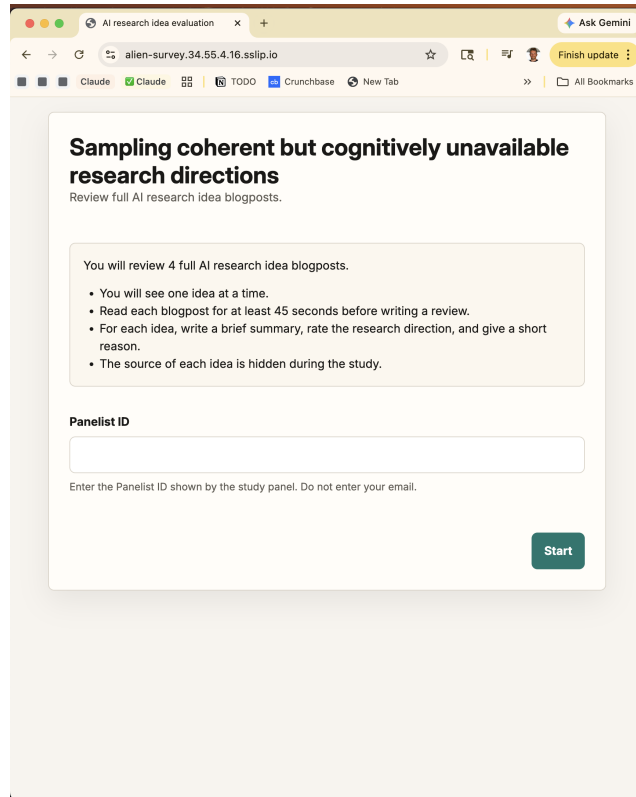 AI research idea evaluation
Ask Gemini
alien-survey.34.55.4.16.sslip.io
Finish update
Claude
Claude
TODO
cb
Crunchbase
New Tab
All Bookmarks
Sampling coherent but cognitively unavailable
research directions
Review full AI research idea blogposts.
You will review 4 full AI research idea blogposts.
• You will see one idea at a time.
• Read each blogpost for at least 45 seconds before writing a review.
• For each idea, write a brief summary, rate the research direction, and give a short
reason.
• The source of each idea is hidden during the study.
Panelist ID
Enter the Panelist ID shown by the study panel. Do not enter your email.
Start